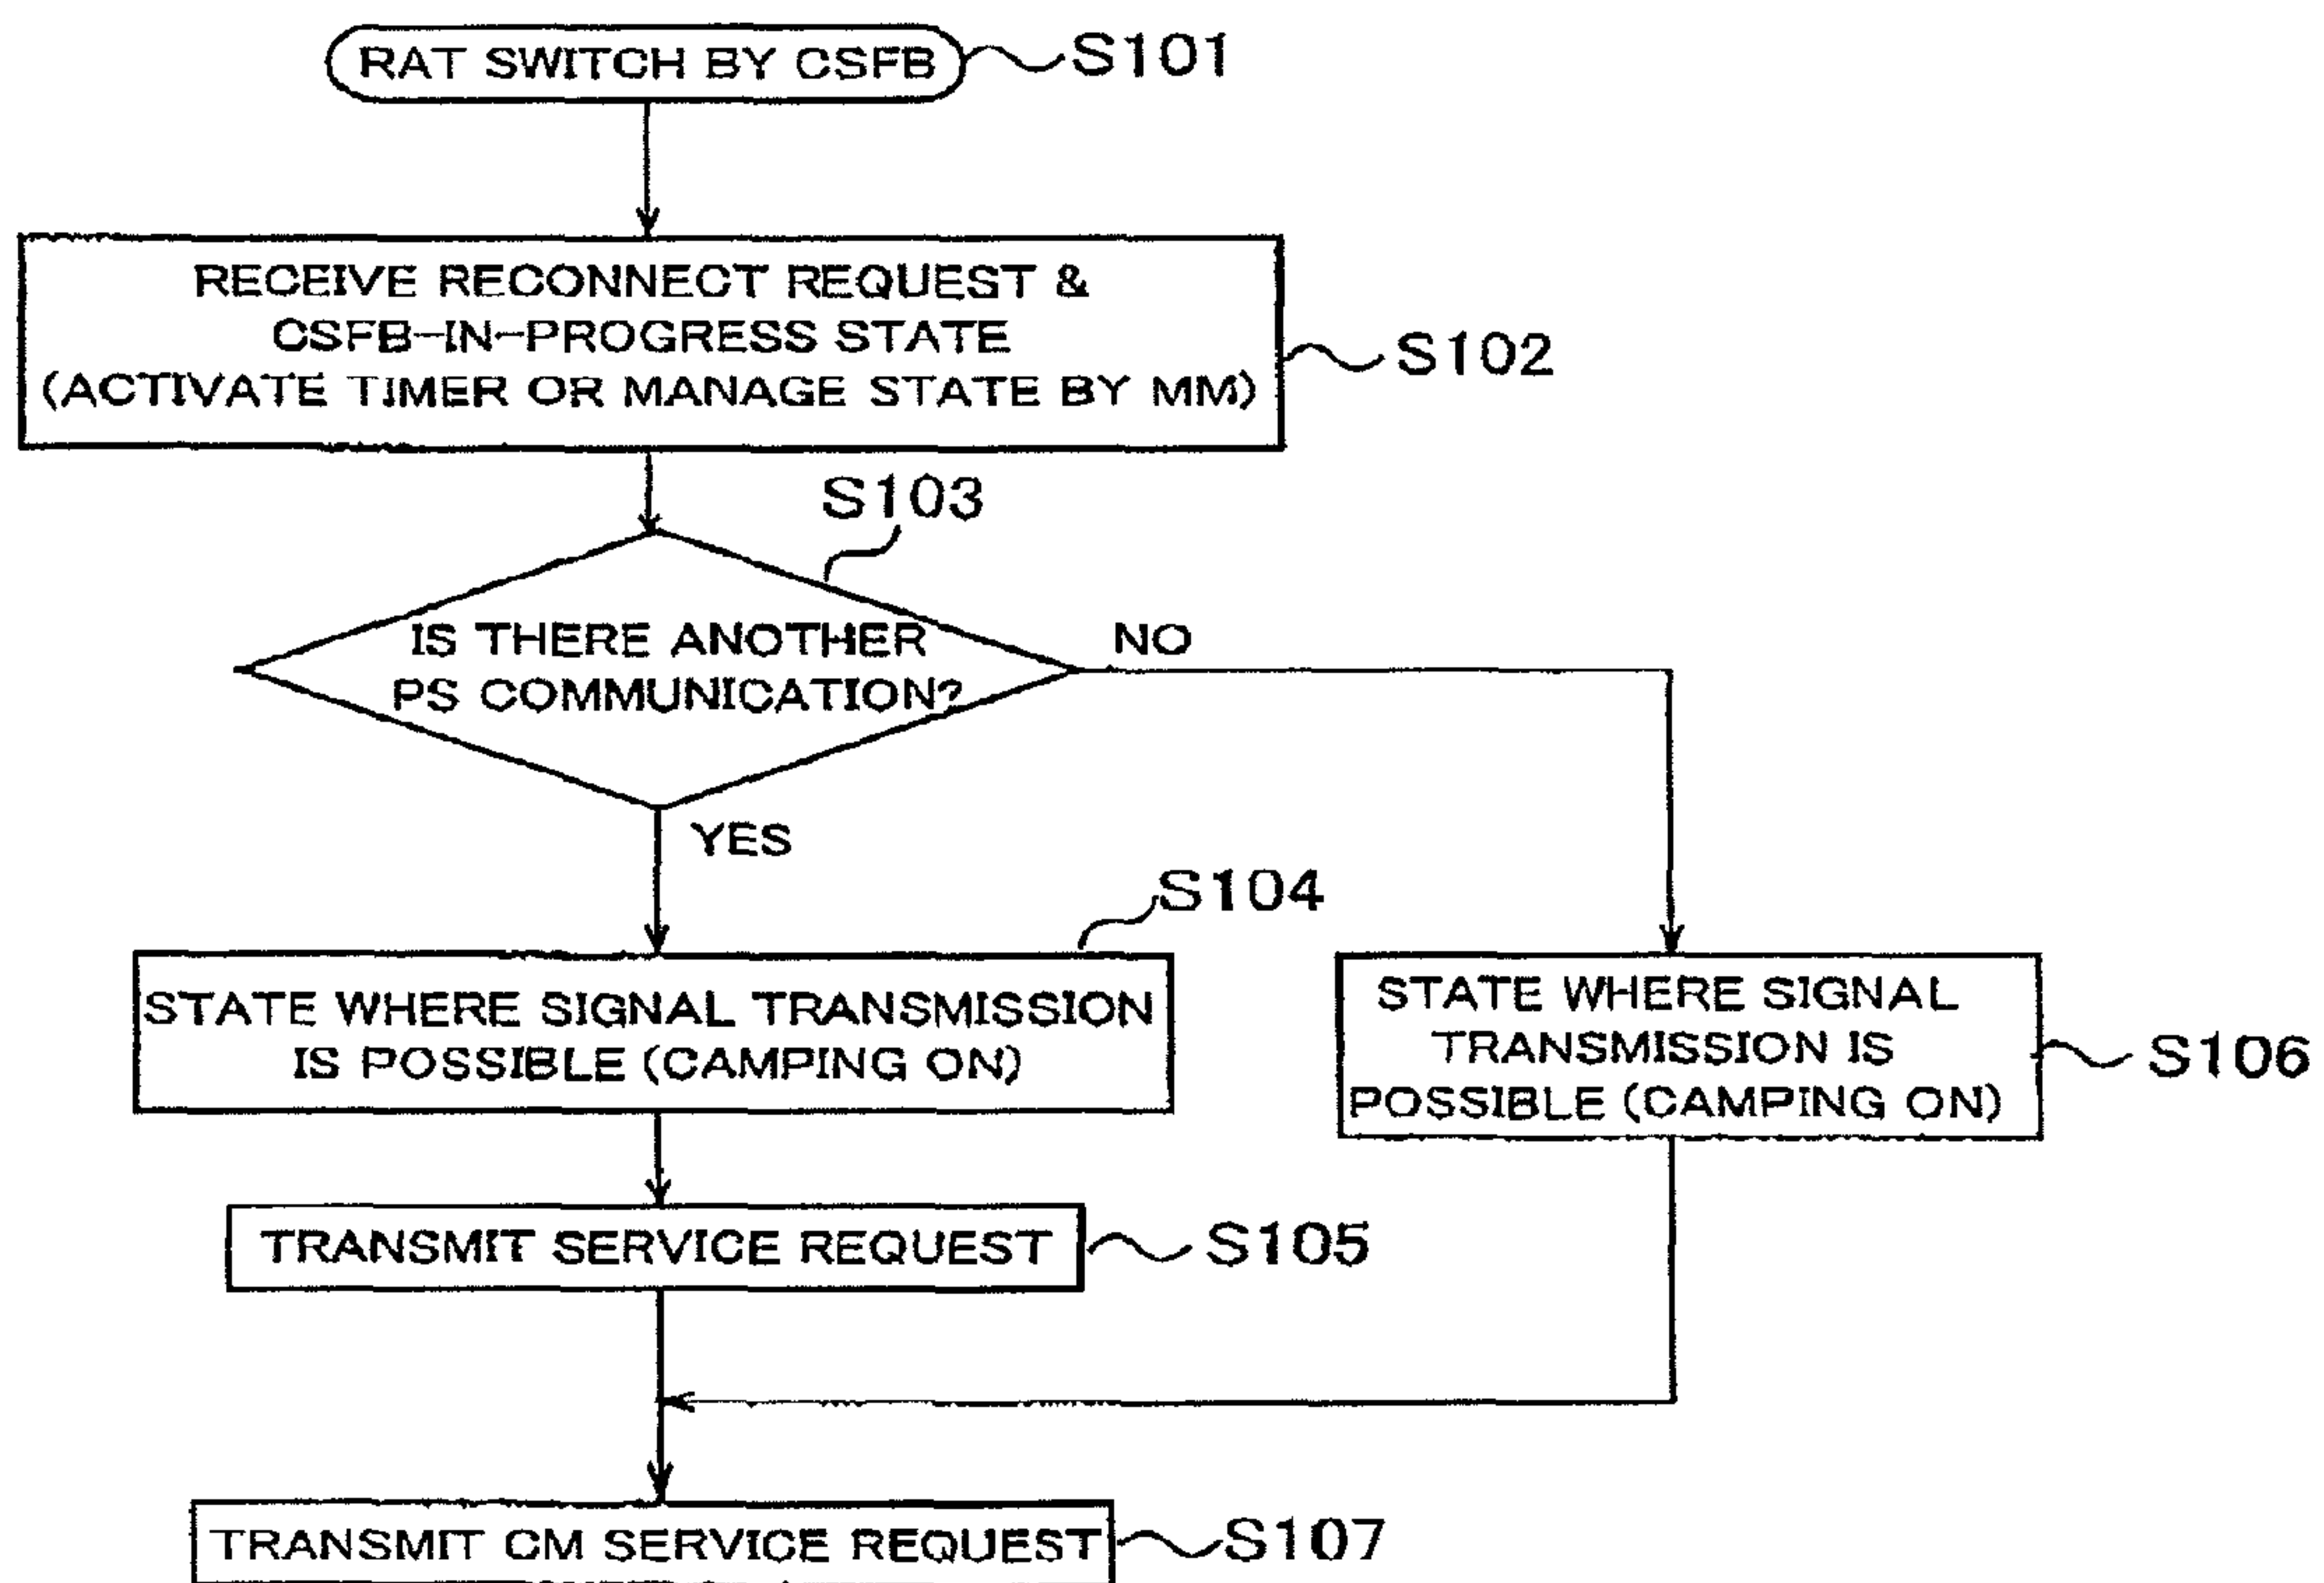 RAT SWITCH BY CSFB
S101
RECEIVE RECONNECT REQUEST &
CSFB-IN-PROGRESS STATE
(ACTIVATE TIMER OR MANAGE STATE BY MM)
S102
S103
IS THERE ANOTHER
PS COMMUNICATION?
NO
YES
S104
STATE WHERE SIGNAL TRANSMISSION
IS POSSIBLE (CAMPING ON)
STATE WHERE SIGNAL
TRANSMISSION IS
POSSIBLE (CAMPING ON)
S106
TRANSMIT SERVICE REQUEST
S105
TRANSMIT CM SERVICE REQUEST
S107